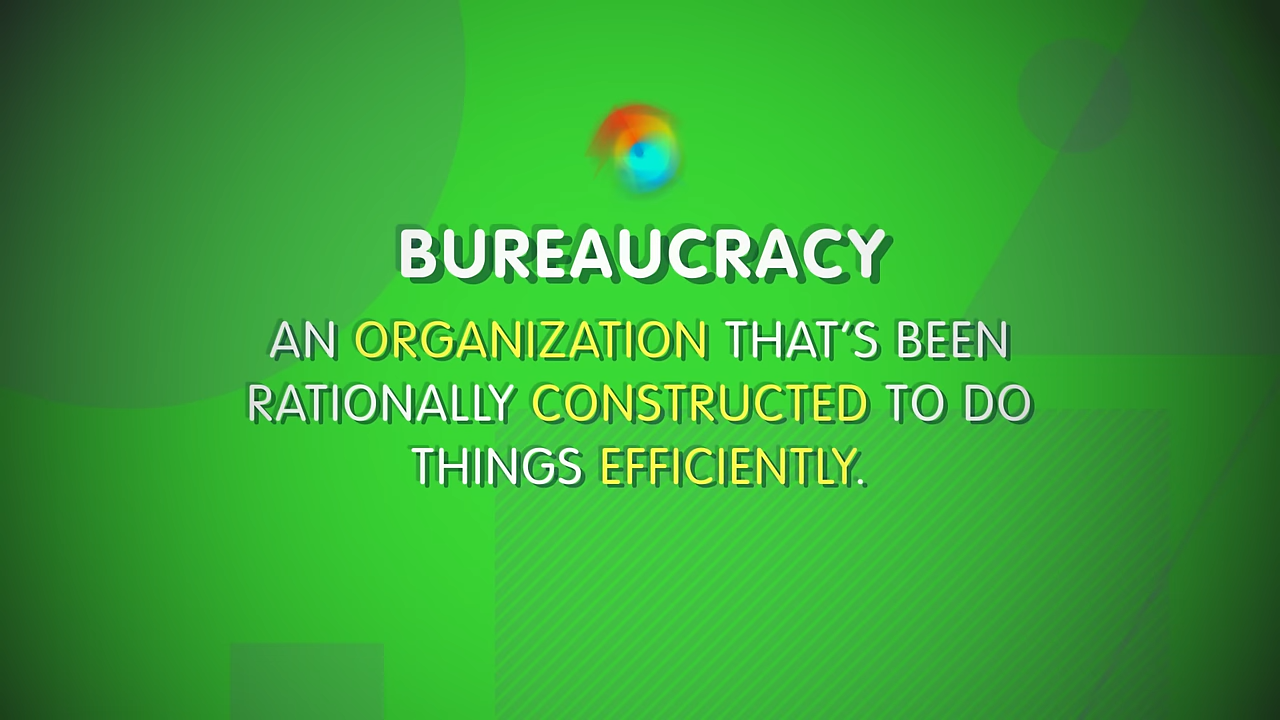 BUREAUCRACY
AN ORGANIZATION THAT'S BEEN
RATIONALLY CONSTRUCTED TO DO
THINGS EFFICIENTLY.